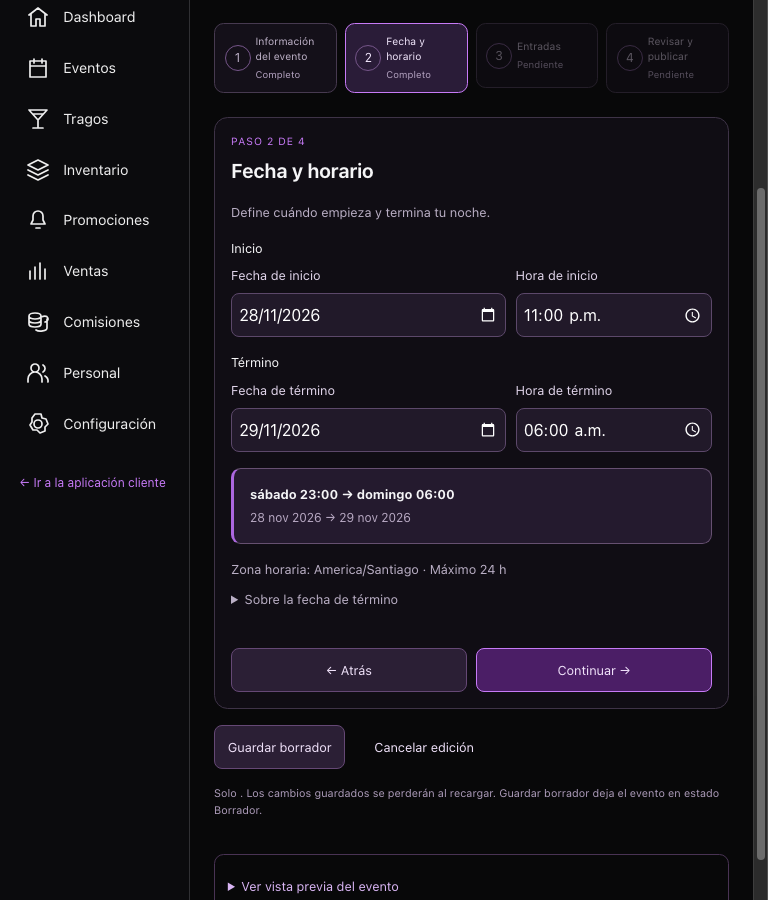 Dashboard
Eventos
Tragos
Inventario
Promociones
Ventas
Comisiones
Personal
Configuración
← Ir a la aplicación cliente
1
Información
del evento
Completo
2
Fecha y
horario
Completo
3
Entradas
Pendiente
4
Revisar y
publicar
Pendiente
PASO 2 DE 4
Fecha y horario
Define cuándo empieza y termina tu noche.
Inicio
Fecha de inicio
Hora de inicio
28/11/2026
11:00 p.m.
Término
Fecha de término
Hora de término
29/11/2026
06:00 a.m.
sábado 23:00 → domingo 06:00
28 nov 2026 → 29 nov 2026
Zona horaria: America/Santiago · Máximo 24 h
▶ Sobre la fecha de término
← Atrás
Continuar →
Guardar borrador
Cancelar edición
Solo . Los cambios guardados se perderán al recargar. Guardar borrador deja el evento en estado
Borrador.
▶ Ver vista previa del evento